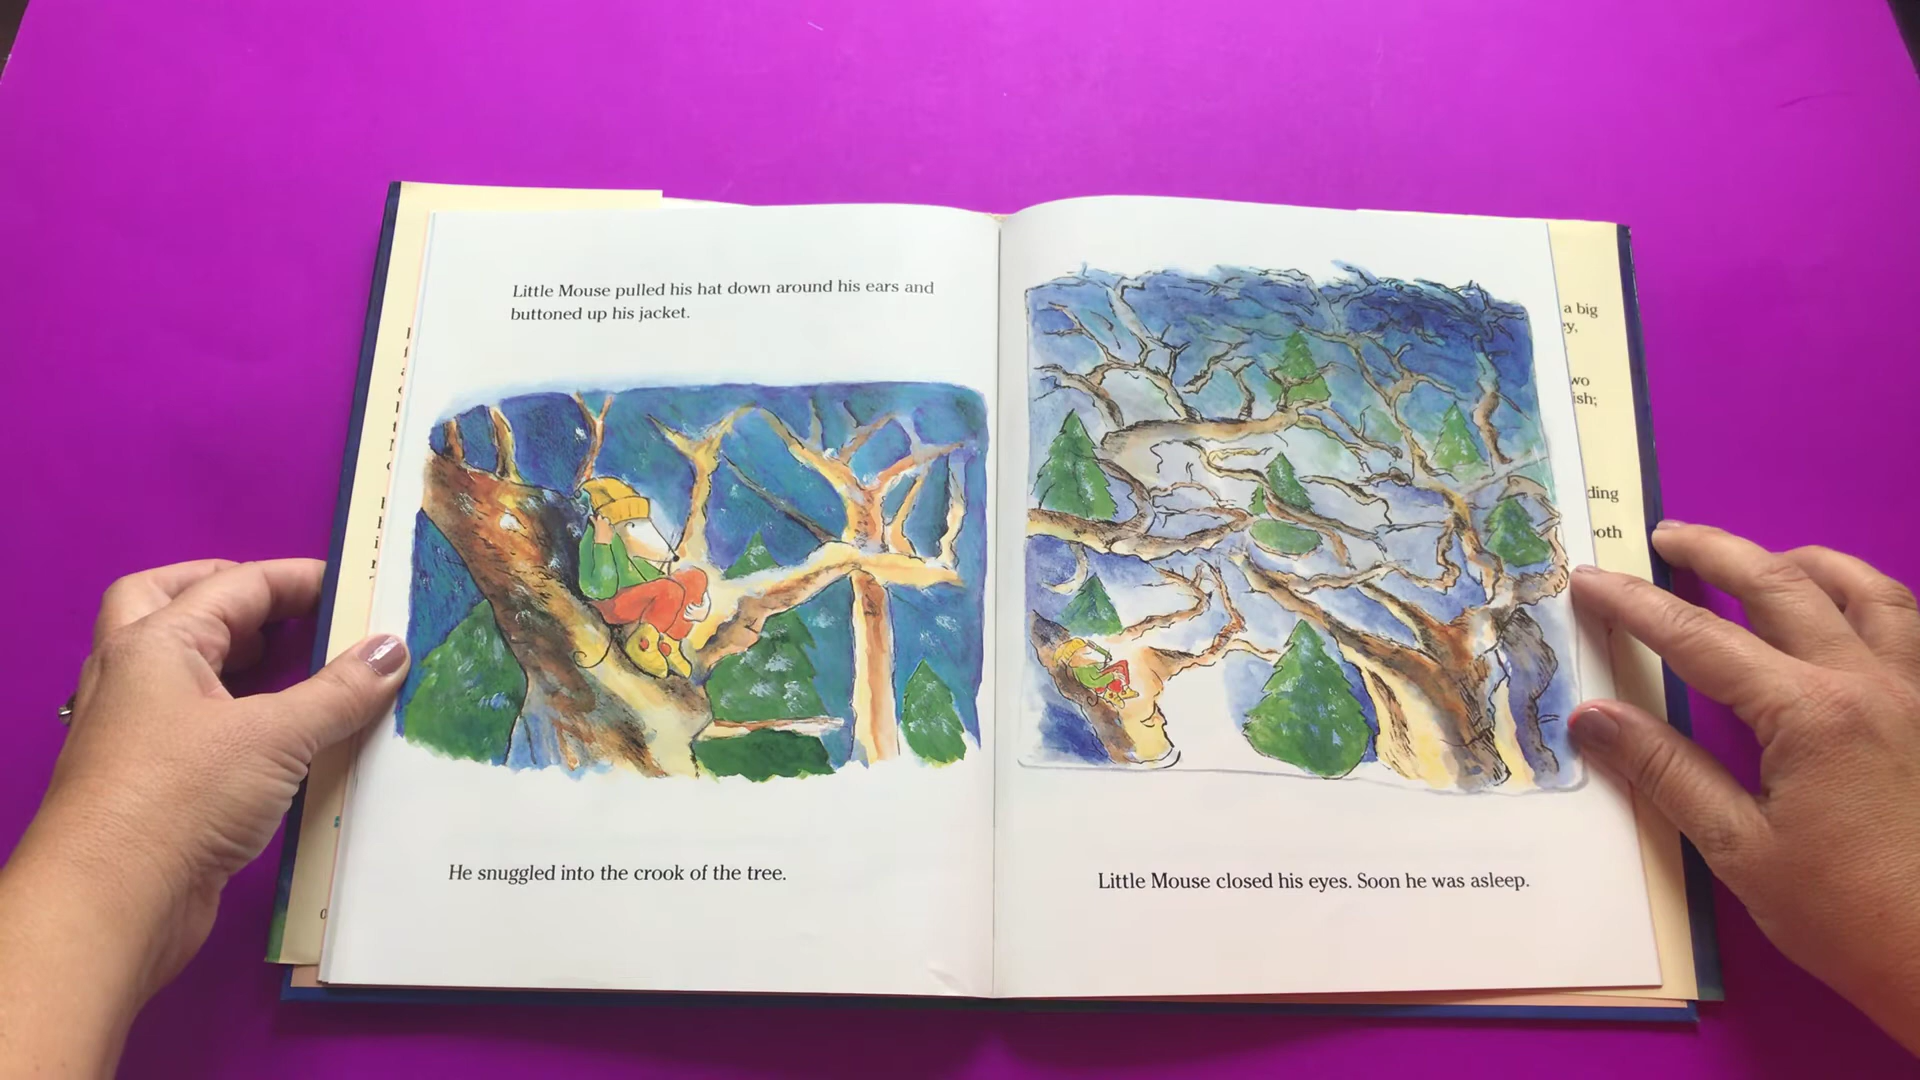 Little Mouse pulled his hat down around his ears and
buttoned up his jacket.
He snuggled into the crook of the tree.
Little Mouse closed his eyes. Soon he was asleep.
a big
ding